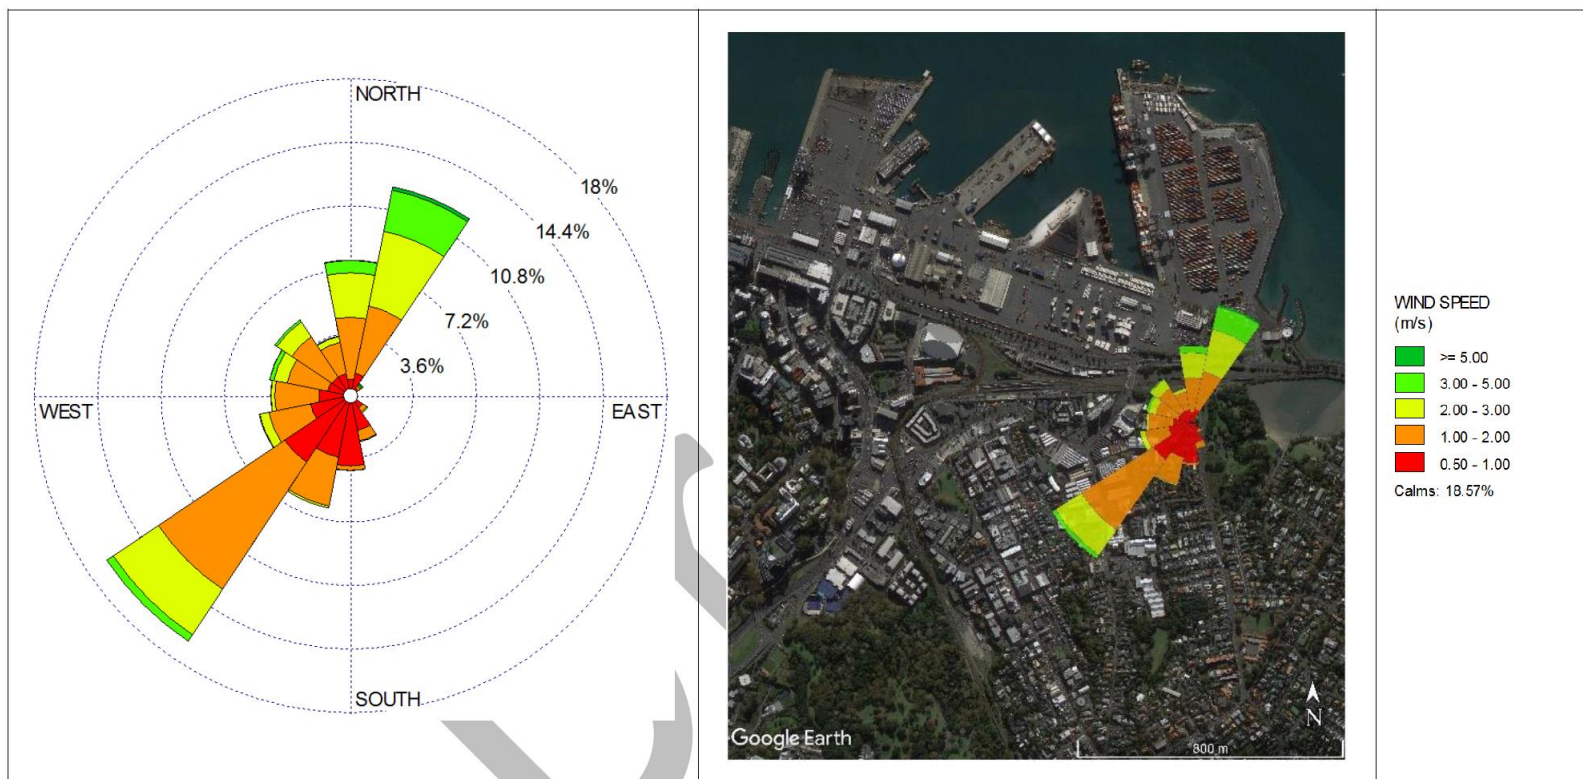 NORTH
18%
14.4%
10.8%
7.2%
3.6%
WEST
EAST
SOUTH
Google Earth
N
800 m
WIND SPEED
(m/s)
>= 5.00
3.00 - 5.00
2.00 - 3.00
1.00 - 2.00
0.50 - 1.00
Calms: 18.57%